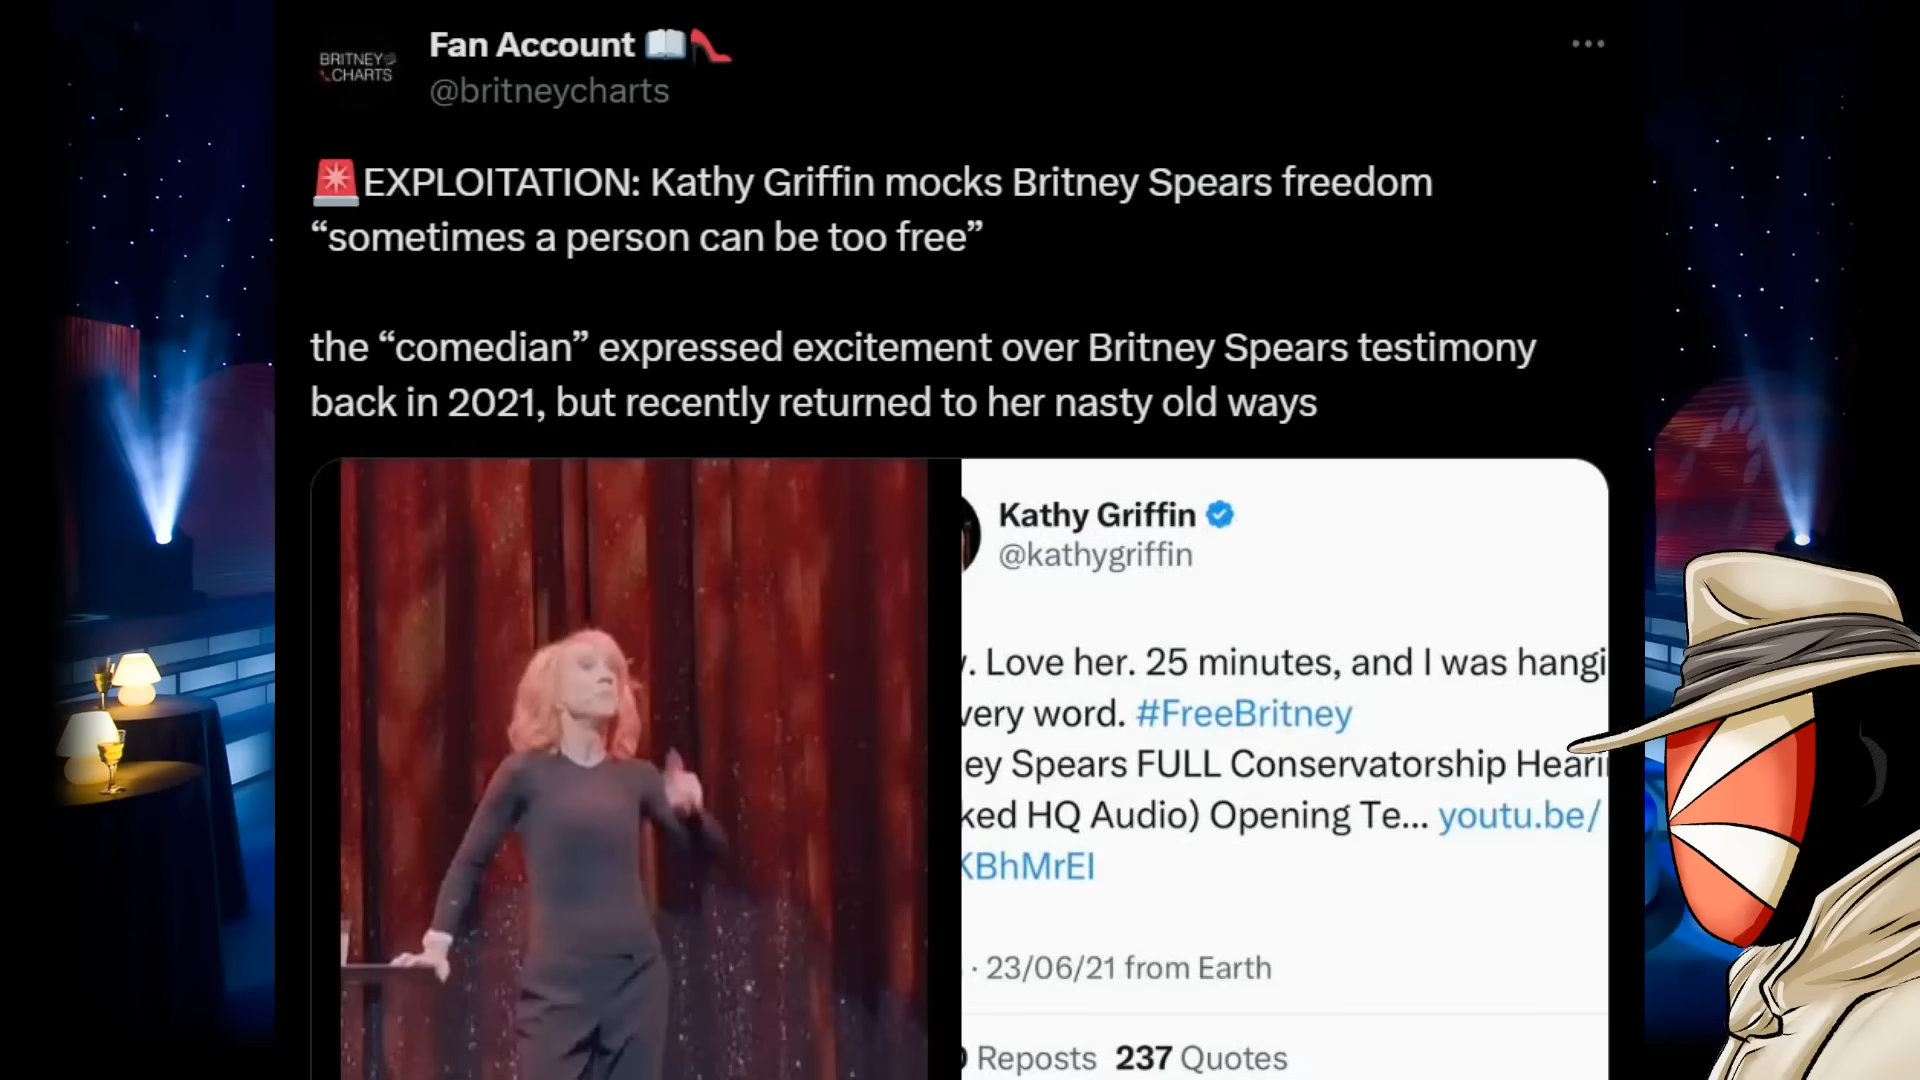 BRITNEY
CHARTS
Fan Account 📖👠
@britneycharts
🚨EXPLOITATION: Kathy Griffin mocks Britney Spears freedom
“sometimes a person can be too free”
the “comedian” expressed excitement over Britney Spears testimony
back in 2021, but recently returned to her nasty old ways
Kathy Griffin
@kathygriffin
. Love her. 25 minutes, and I was hangi
very word. #FreeBritney
ey Spears FULL Conservatorship Heari
ked HQ Audio) Opening Te... youtu.be/
KBhMrEI
· 23/06/21 from Earth
Reposts 237 Quotes